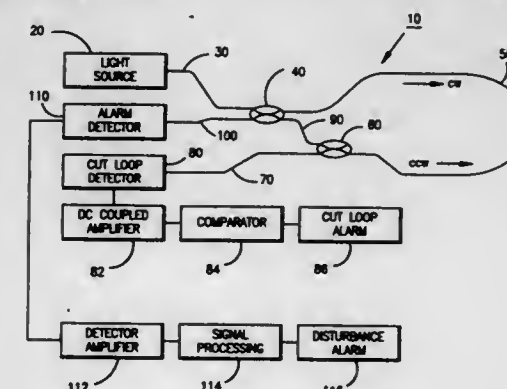 20
30
10
LIGHT
SOURCE
40
CW
110
ALARM
DETECTOR
100
90
60
80
CUT LOOP
DETECTOR
70
CCW
DC COUPLED
AMPLIFIER
COMPARATOR
CUT LOOP
ALARM
82
84
86
DETECTOR
AMPLIFIER
SIGNAL
PROCESSING
DISTURBANCE
ALARM
112
114